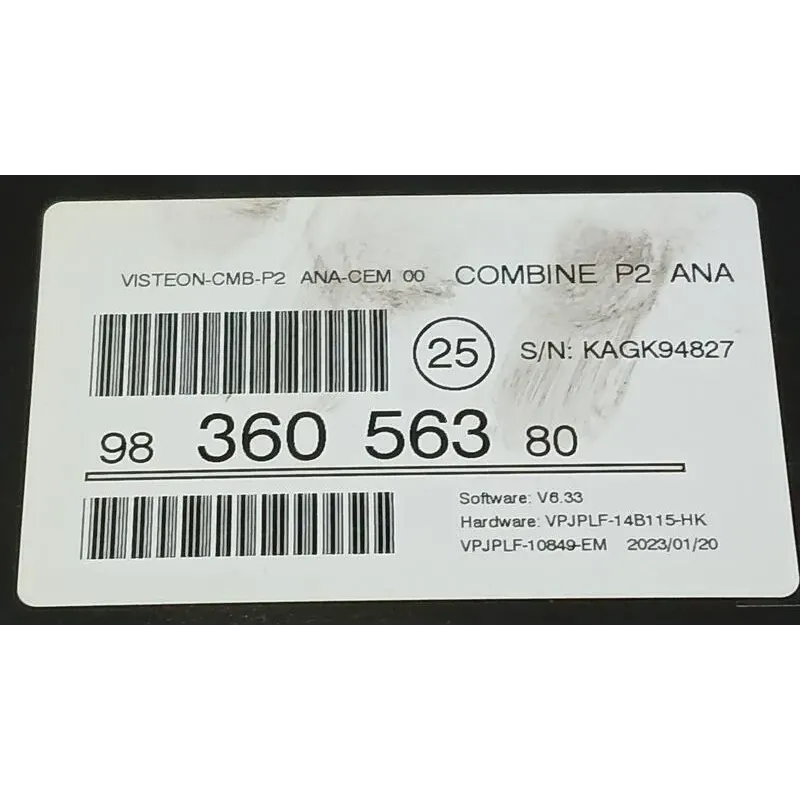 VISTEON-CMB-P2 ANA-CEM 00 COMBINE P2 ANA
25 S/N: KAGK94827
98 360 563 80
Software: V6.33
Hardware: VPJPLF-14B115-HK
VPJPLF-10849-EM 2023/01/20